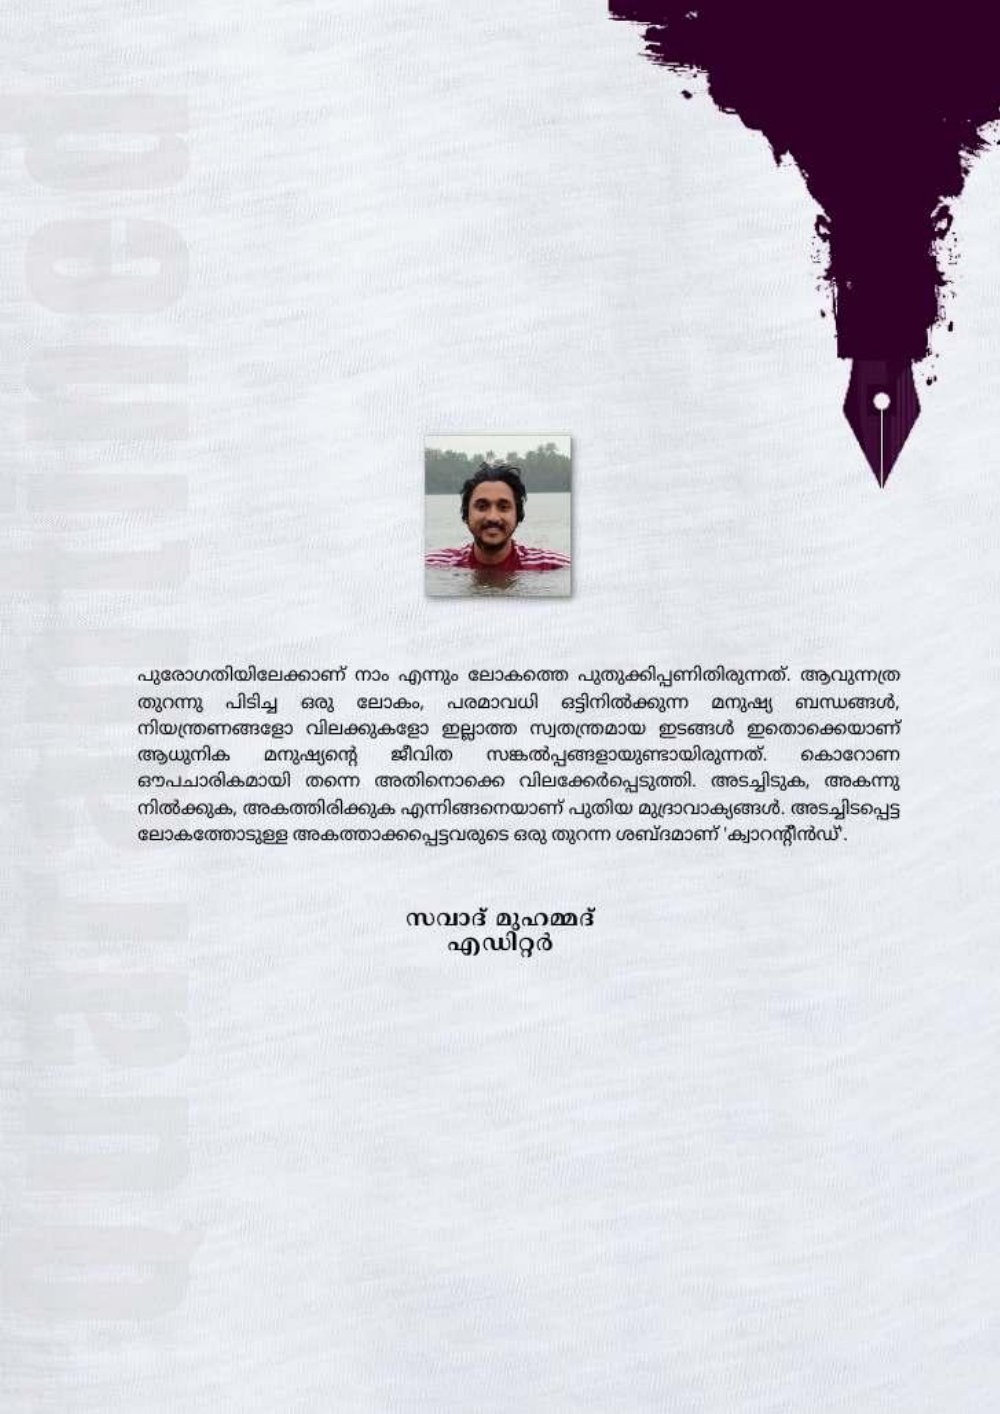 quarantined
പുരോഗതിയിലേക്കാണ് നാം എന്നും ലോകത്തെ പുതുക്കിപ്പണിതിരുന്നത്. ആവുന്നത്ര
തുറന്നു പിടിച്ച ഒരു ലോകം, പരമാവധി ഒട്ടിനിൽക്കുന്ന മനുഷ്യ ബന്ധങ്ങൾ,
നിയന്ത്രണങ്ങളോ വിലക്കുകളോ ഇല്ലാത്ത സ്വതന്ത്രമായ ഇടങ്ങൾ ഇതൊക്കെയാണ്
ആധുനിക മനുഷ്യന്റെ ജീവിത സങ്കൽപ്പങ്ങളായുണ്ടായിരുന്നത്. കൊറോണ
ഔപചാരികമായി തന്നെ അതിനൊക്കെ വിലക്കേർപ്പെടുത്തി. അടച്ചിടുക, അകന്നു
നിൽക്കുക, അകത്തിരിക്കുക എന്നിങ്ങനെയാണ് പുതിയ മുദ്രാവാക്യങ്ങൾ. അടച്ചിടപ്പെട്ട
ലോകത്തോടുള്ള അകത്താക്കപ്പെട്ടവരുടെ ഒരു തുറന്ന ശബ്ദമാണ് 'ക്വാറന്റീൻഡ്'.
സവാദ് മുഹമ്മദ്
എഡിറ്റർ